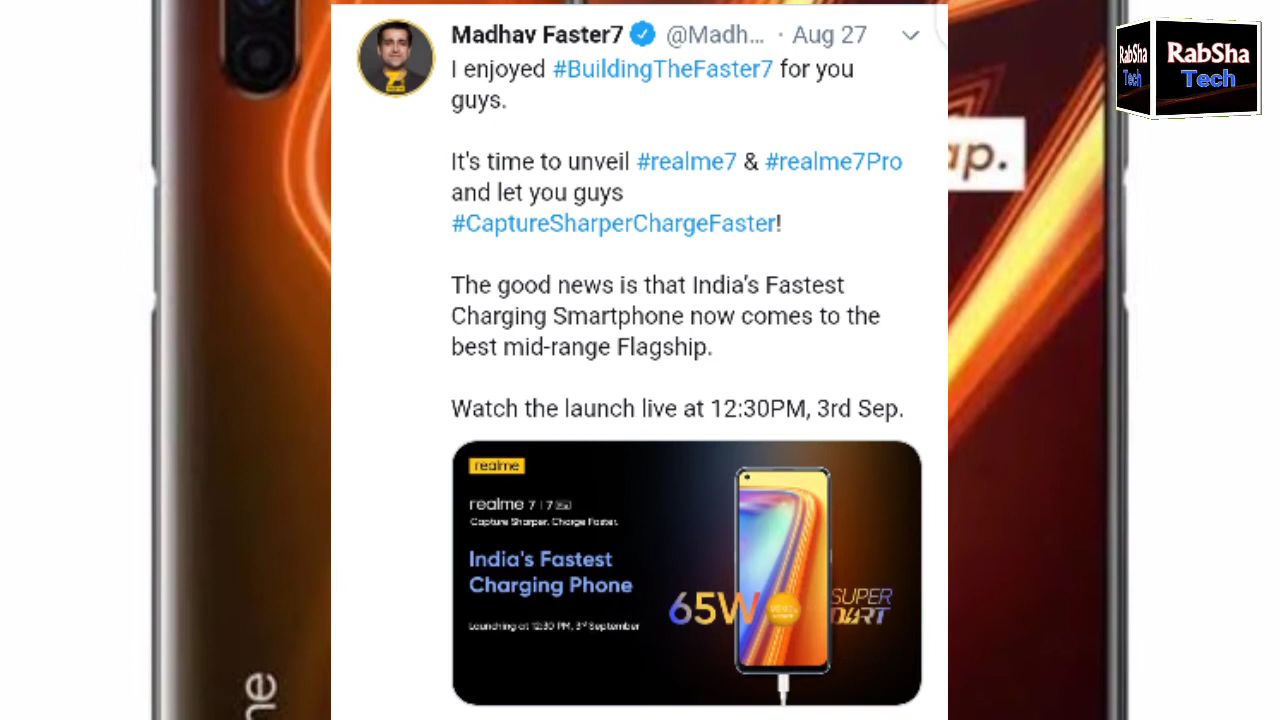 Madhav Faster7 @Madh... · Aug 27
I enjoyed #BuildingTheFaster7 for you
guys.
It's time to unveil #realme7 & #realme7Pro
and let you guys
#CaptureSharperChargeFaster!
The good news is that India's Fastest
Charging Smartphone now comes to the
best mid-range Flagship.
Watch the launch live at 12:30PM, 3rd Sep.
realme
realme 7 | 7 Pro
Capture Sharper. Charge Faster.
India's Fastest
Charging Phone
65W
SUPER
DART
Launching at 12:30 PM, 3rd September
RabSha
Tech
RabSha
Tech
ap.
ne